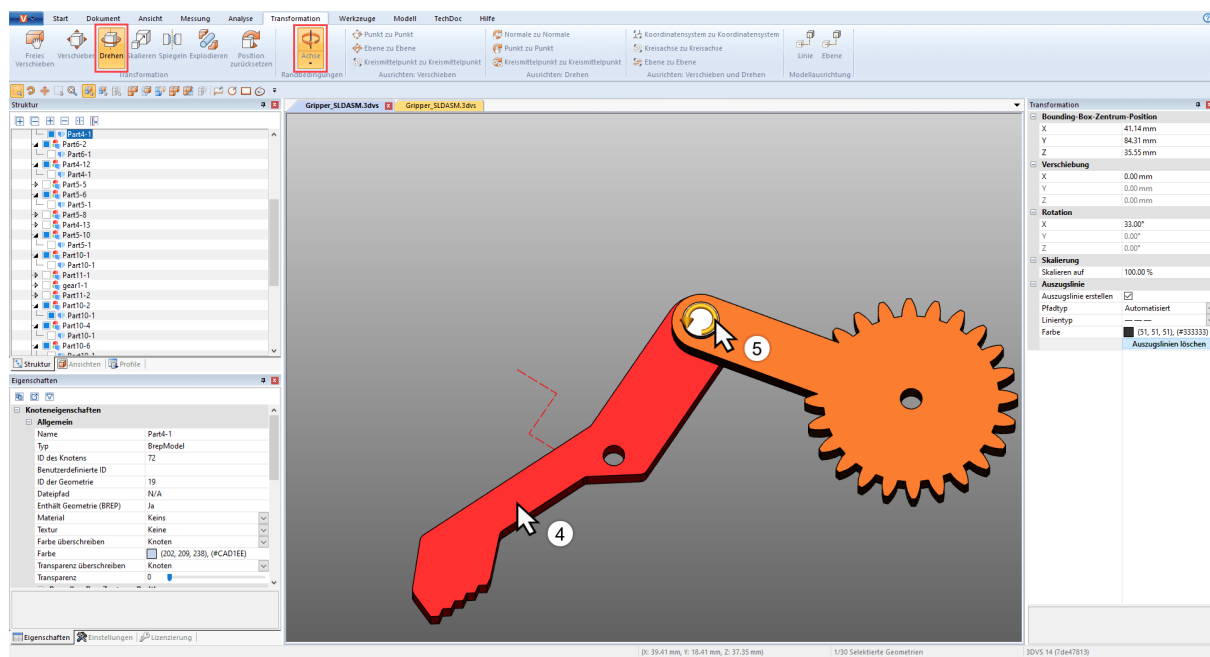 Start Dokument Ansicht Messung Analyse Transformation Werkzeuge Modell TechDoc Hilfe
Freies Verschieben
Verschieben
Drehen
Skalieren
Spiegeln
Explodieren
Position zurücksetzen
Transformation
Achse
Randbedingungen
Punkt zu Punkt
Ebene zu Ebene
Kreismittelpunkt zu Kreismittelpunkt
Ausrichten: Verschieben
Normale zu Normale
Punkt zu Punkt
Kreismittelpunkt zu Kreismittelpunkt
Ausrichten: Drehen
Koordinatensystem zu Koordinatensystem
Kreisachse zu Kreisachse
Ebene zu Ebene
Ausrichten: Verschieben und Drehen
Linie Ebene
Modellausrichtung
Struktur
Part4-1
Part6-2
Part6-1
Part4-12
Part4-1
Part5-5
Part5-6
Part5-1
Part5-8
Part4-13
Part5-10
Part5-1
Part10-1
Part10-1
Part11-1
gear1-1
Part11-2
Part10-2
Part10-1
Part10-4
Part10-1
Part10-6
Part10-1
Struktur Ansichten Profile
Eigenschaften
Knoteneigenschaften
Allgemein
Name Part4-1
Typ BrepModel
ID des Knotens 72
Benutzerdefinierte ID
ID der Geometrie 19
Dateipfad N/A
Enthält Geometrie (BREP) Ja
Material Keins
Textur Keine
Farbe überschreiben Knoten
Farbe (202, 209, 238), (#CAD1EE)
Transparenz überschreiben Knoten
Transparenz 0
Eigenschaften Einstellungen Lizenzierung
Gripper_SLDASM.3dvs Gripper_SLDASM.3dvs
5
4
Transformation
Bounding-Box-Zentrum-Position
X 41.14 mm
Y 84.31 mm
Z 35.55 mm
Verschiebung
X 0.00 mm
Y 0.00 mm
Z 0.00 mm
Rotation
X 33.00°
Y 0.00°
Z 0.00°
Skalierung
Skalieren auf 100.00 %
Auszugslinie
Auszugslinie erstellen
Pfadtyp Automatisiert
Linientyp
Farbe (51, 51, 51), (#333333)
Auszugslinien löschen
(X: 39.41 mm, Y: 18.41 mm, Z: 37.35 mm) 1/30 Selektierte Geometrien 3DVS 14 (7de47813)